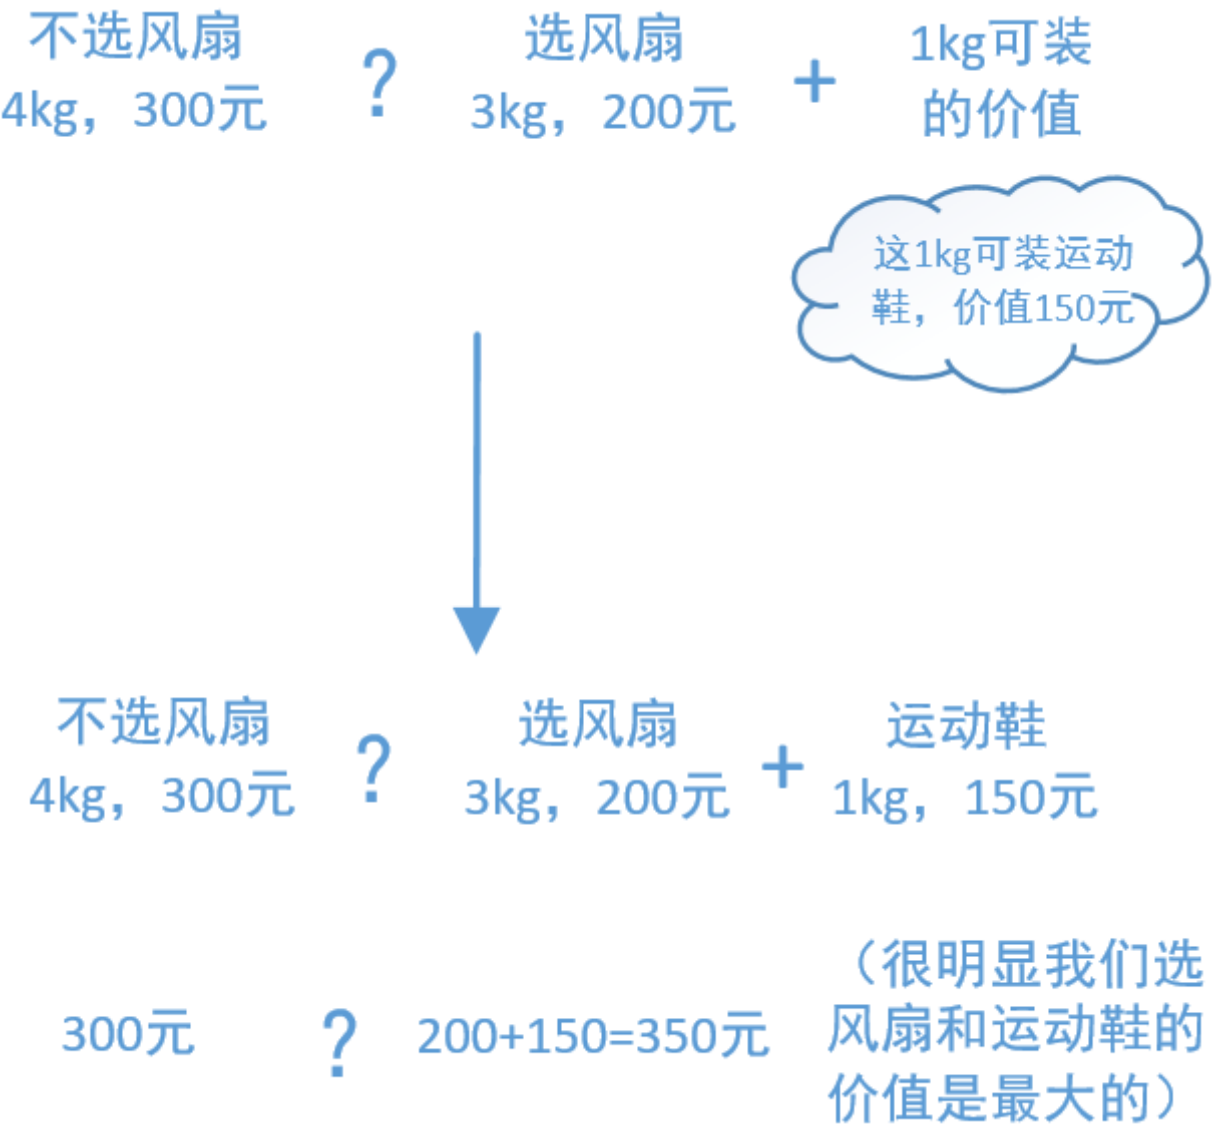 不选风扇 选风扇 1kg可装
4kg，300元 ? 3kg，200元 + 的价值
这1kg可装运动
鞋，价值150元
不选风扇 选风扇 运动鞋
4kg，300元 ? 3kg，200元 + 1kg，150元
（很明显我们选
300元 ? 200+150=350元 风扇和运动鞋的
价值是最大的）